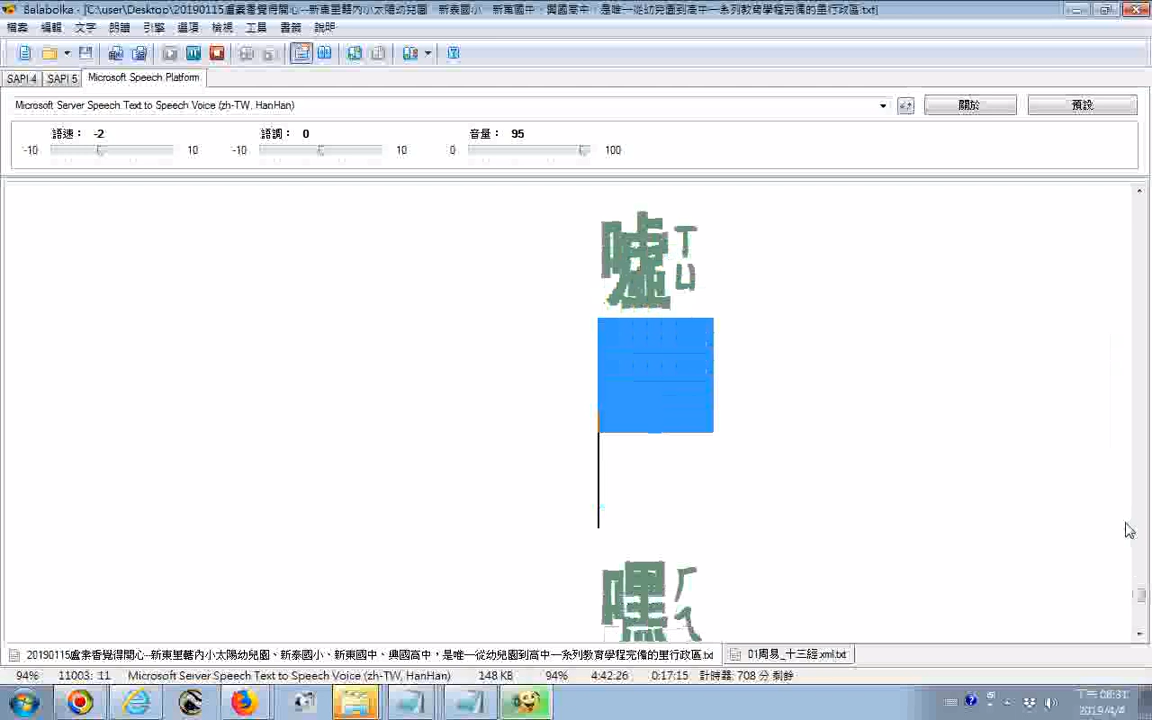 Balabolka - [C:\user\Desktop\20190115盧素香覺得開心--新東里轄內小太陽幼兒園、新泰國小、新東國中、興國高中，是唯一從幼兒園到高中一系列教育學程完備的里行政區.txt]
檔案 編輯 文字 朗讀 引擎 選項 檢視 工具 書籤 說明
SAPI 4 SAPI 5 Microsoft Speech Platform
Microsoft Server Speech Text to Speech Voice (zh-TW, HanHan) 關於 預設
語速： -2 語調： 0 音量： 95
-10 10 -10 10 0 100
噓ㄒㄩ
嘿ㄏㄟ
20190115盧素香覺得開心--新東里轄內小太陽幼兒園、新泰國小、新東國中、興國高中，是唯一從幼兒園到高中一系列教育學程完備的里行政區.txt 01周易_十三經.xml.txt
94% 11003: 11 Microsoft Server Speech Text to Speech Voice (zh-TW, HanHan) 148 KB 94% 4:42:26 0:17:15 計時器: 708 分 剩餘
下午 08:31
2019/4/4